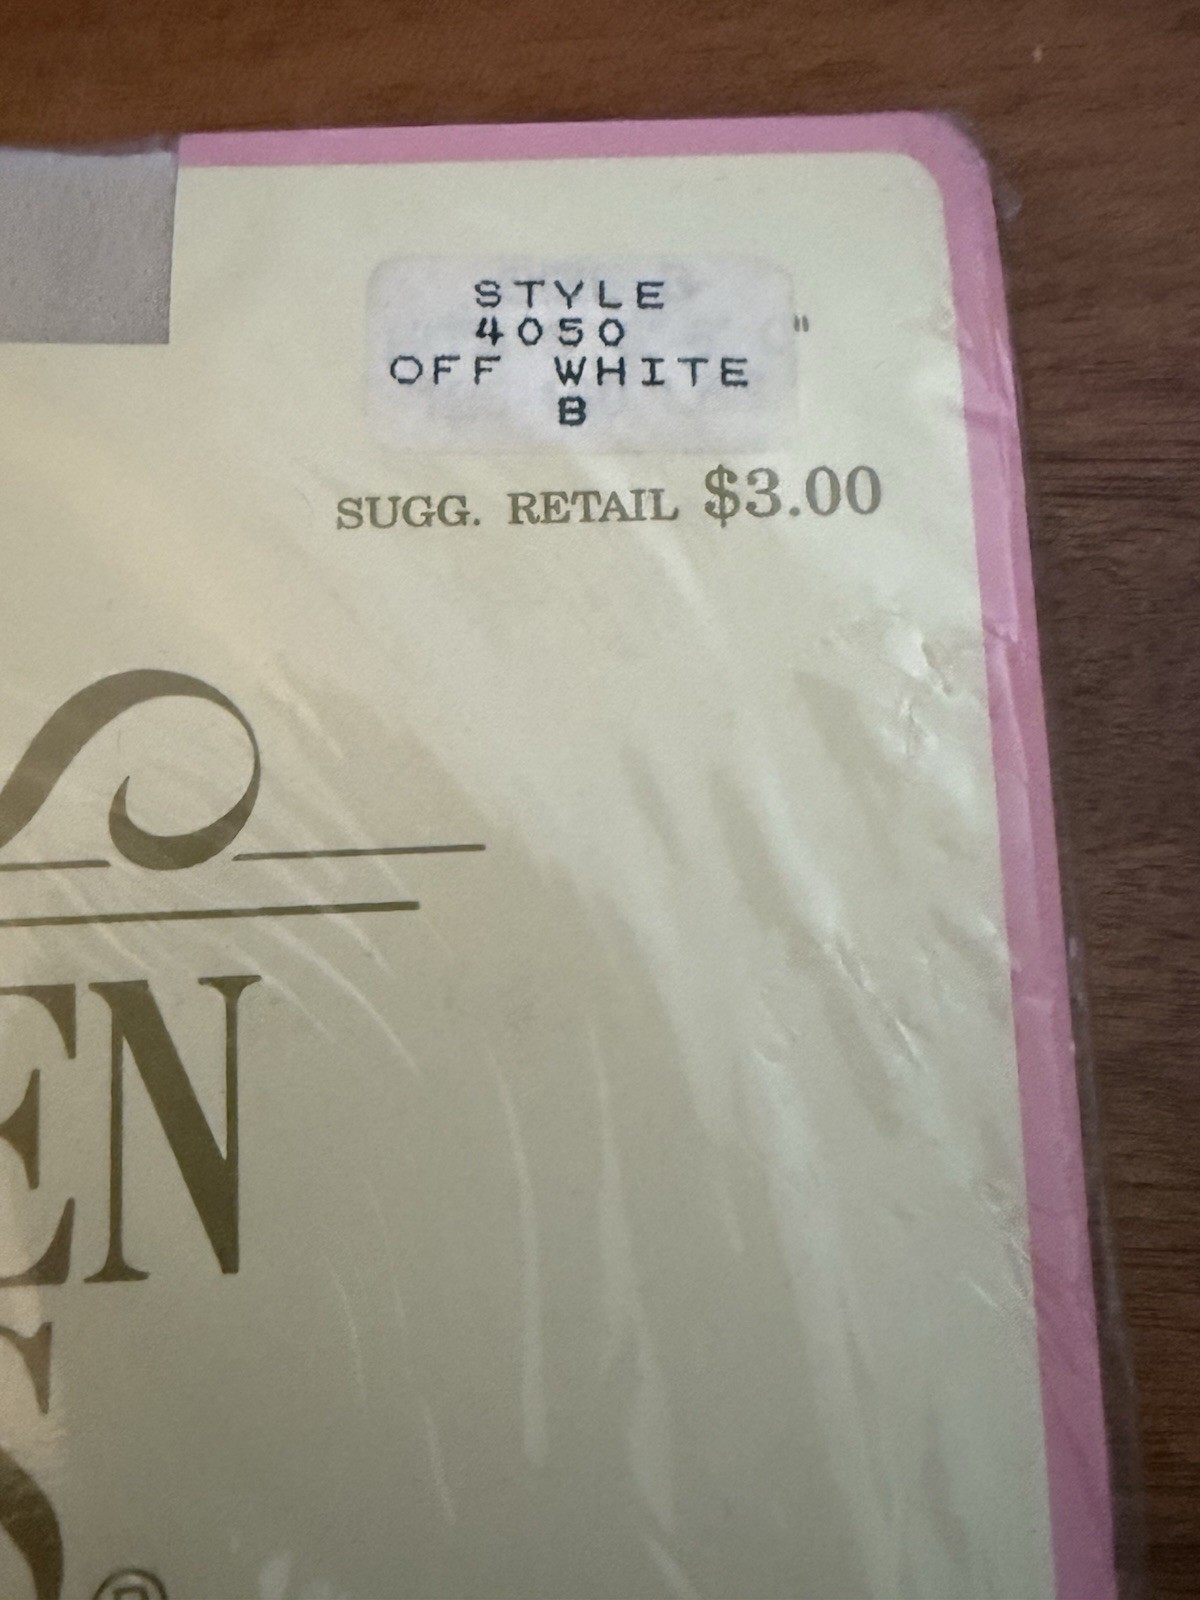 STYLE
4050
OFF WHITE
B
"
SUGG. RETAIL $3.00
EN
®